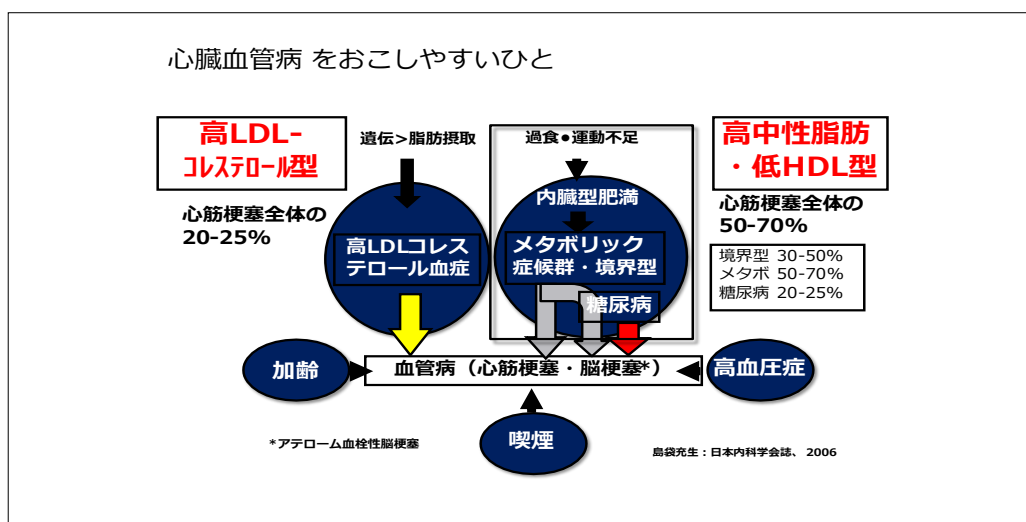 心臓血管病 をおこしやすいひと
高LDL-
コレステロール型
遺伝>脂肪摂取
過食●運動不足
高中性脂肪
・低HDL型
心筋梗塞全体の
20-25%
内臓型肥満
心筋梗塞全体の
50-70%
高LDLコレス
テロール血症
メタボリック
症候群・境界型
境界型 30-50%
メタボ 50-70%
糖尿病 20-25%
糖尿病
加齢
血管病（心筋梗塞・脳梗塞*）
高血圧症
喫煙
*アテローム血栓性脳梗塞
島袋充生：日本内科学会誌、2006